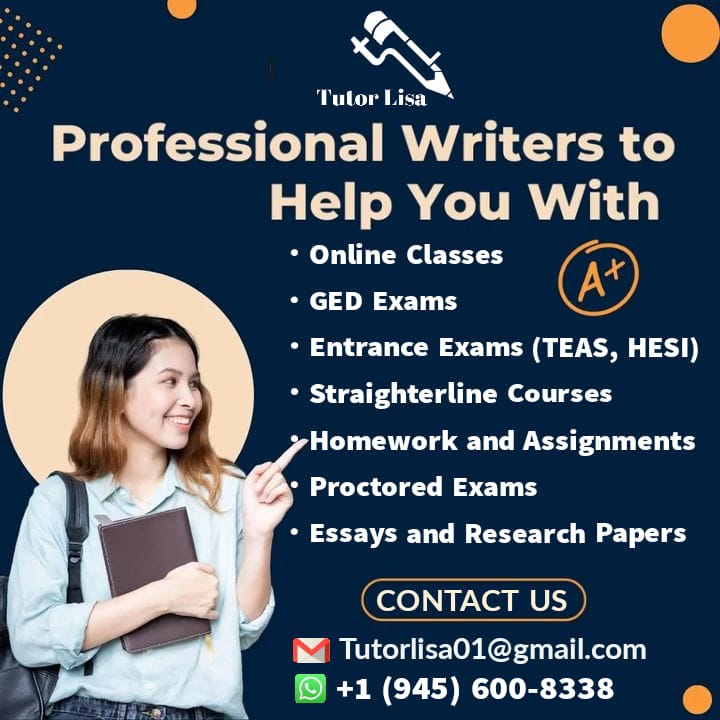 Tutor Lisa
Professional Writers to
Help You With
• Online Classes
A+
• GED Exams
• Entrance Exams (TEAS, HESI)
• Straighterline Courses
• Homework and Assignments
• Proctored Exams
• Essays and Research Papers
CONTACT US
Tutorlisa01@gmail.com
+1 (945) 600-8338